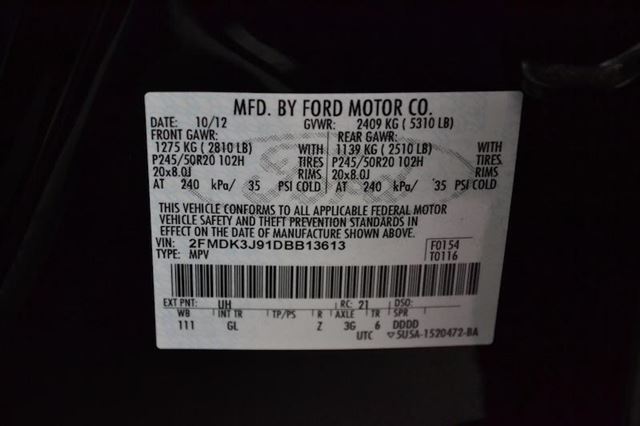 MFD. BY FORD MOTOR CO.
DATE: 10/12 GVWR: 2409 KG ( 5310 LB)
FRONT GAWR: REAR GAWR:
1275 KG ( 2810 LB) WITH 1139 KG ( 2510 LB) WITH
P245/50R20 102H TIRES P245/50R20 102H TIRES
20x8.0J RIMS 20x8.0J RIMS
AT 240 kPa/ 35 PSI COLD AT 240 kPa/ 35 PSI COLD
THIS VEHICLE CONFORMS TO ALL APPLICABLE FEDERAL MOTOR
VEHICLE SAFETY AND THEFT PREVENTION STANDARDS IN
EFFECT ON THE DATE OF MANUFACTURE SHOWN ABOVE.
VIN: 2FMDK3J91DBB13613 F0154
TYPE: MPV T0116
EXT PNT: UH RC: 21 DSO:
WB INT TR TP/PS R AXLE TR SPR
111 GL Z 3G 6 DDDD
UTC 5U5A-1520472-BA